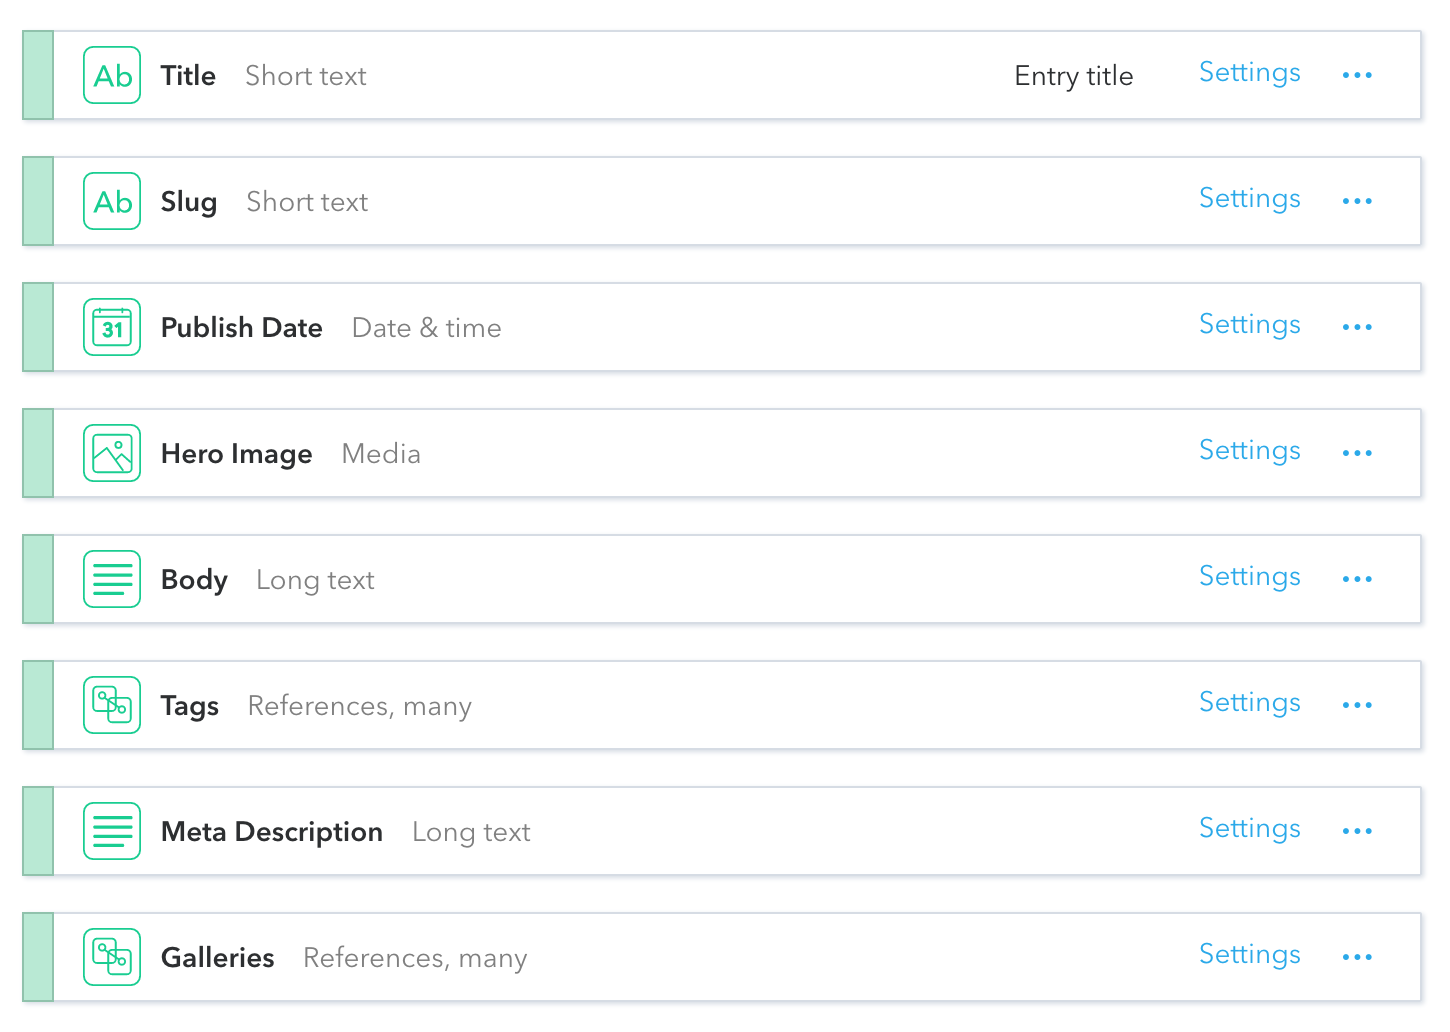 Ab Title Short text Entry title Settings
Ab Slug Short text Settings
31 Publish Date Date & time Settings
Hero Image Media Settings
Body Long text Settings
Tags References, many Settings
Meta Description Long text Settings
Galleries References, many Settings